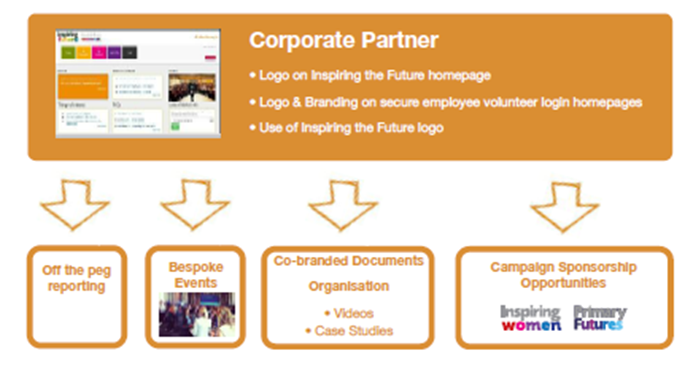 Corporate Partner
• Logo on Inspiring the Future homepage
• Logo & Branding on secure employee volunteer login homepages
• Use of Inspiring the Future logo
Off the peg
reporting
Bespoke
Events
Co-branded Documents
Organisation
• Videos
• Case Studies
Campaign Sponsorship
Opportunities
Inspiring
women
Primary
Futures